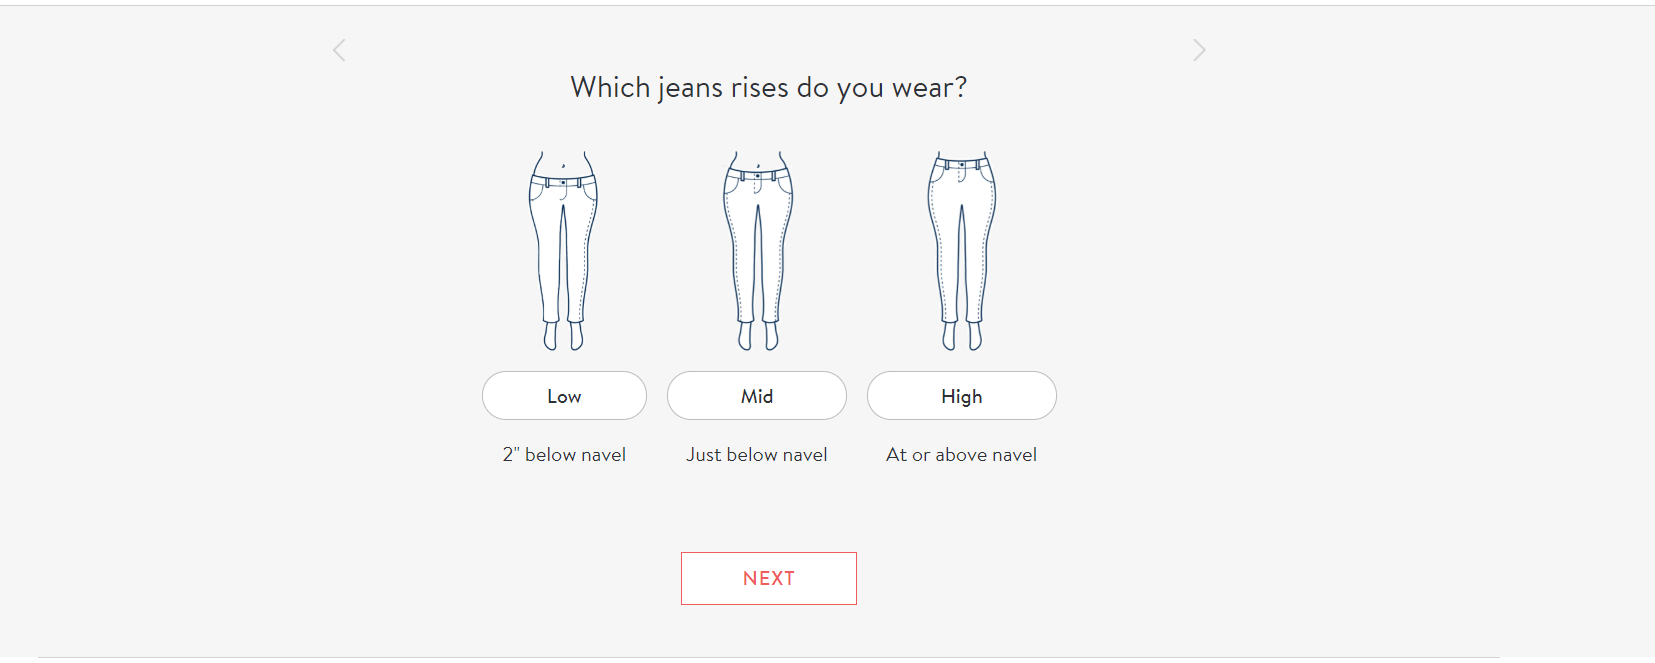 Which jeans rises do you wear?
Low
Mid
High
2" below navel
Just below navel
At or above navel
NEXT